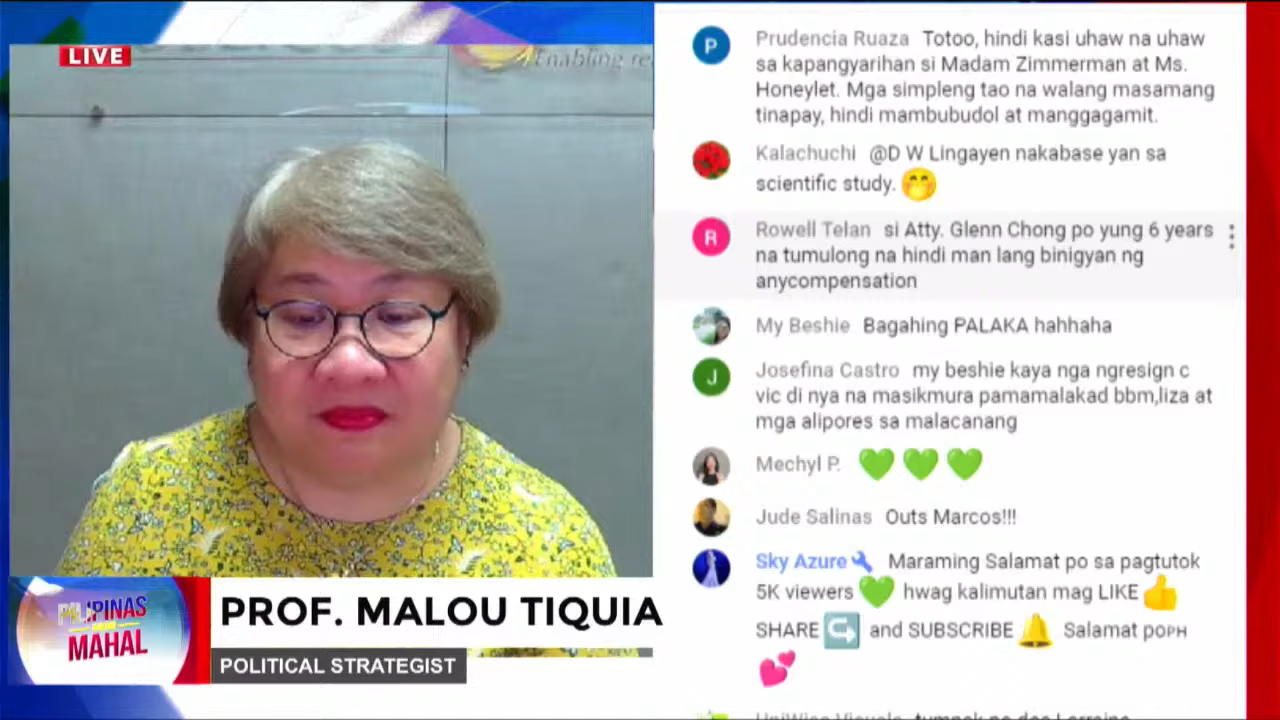 LIVE
Enabling re
PILIPINAS
MAHAL
PROF. MALOU TIQUIA
POLITICAL STRATEGIST
Prudencia Ruaza Totoo, hindi kasi uhaw na uhaw
sa kapangyarihan si Madam Zimmerman at Ms.
Honeylet. Mga simpleng tao na walang masamang
tinapay, hindi mambubudol at manggagamit.
Kalachuchi @D W Lingayen nakabase yan sa
scientific study. 🤭
R Rowell Telan si Atty. Glenn Chong po yung 6 years
na tumulong na hindi man lang binigyan ng
anycompensation
My Beshie Bagahing PALAKA hahhaha
J Josefina Castro my beshie kaya nga ngresign c
vic di nya na masikmura pamamalakad bbm,liza at
mga alipores sa malacanang
Mechyl P. 💚 💚 💚
Jude Salinas Outs Marcos!!!
Sky Azure🔧 Maraming Salamat po sa pagtutok
5K viewers 💚 hwag kalimutan mag LIKE 👍
SHARE ↪️ and SUBSCRIBE 🔔 Salamat poPH
💕